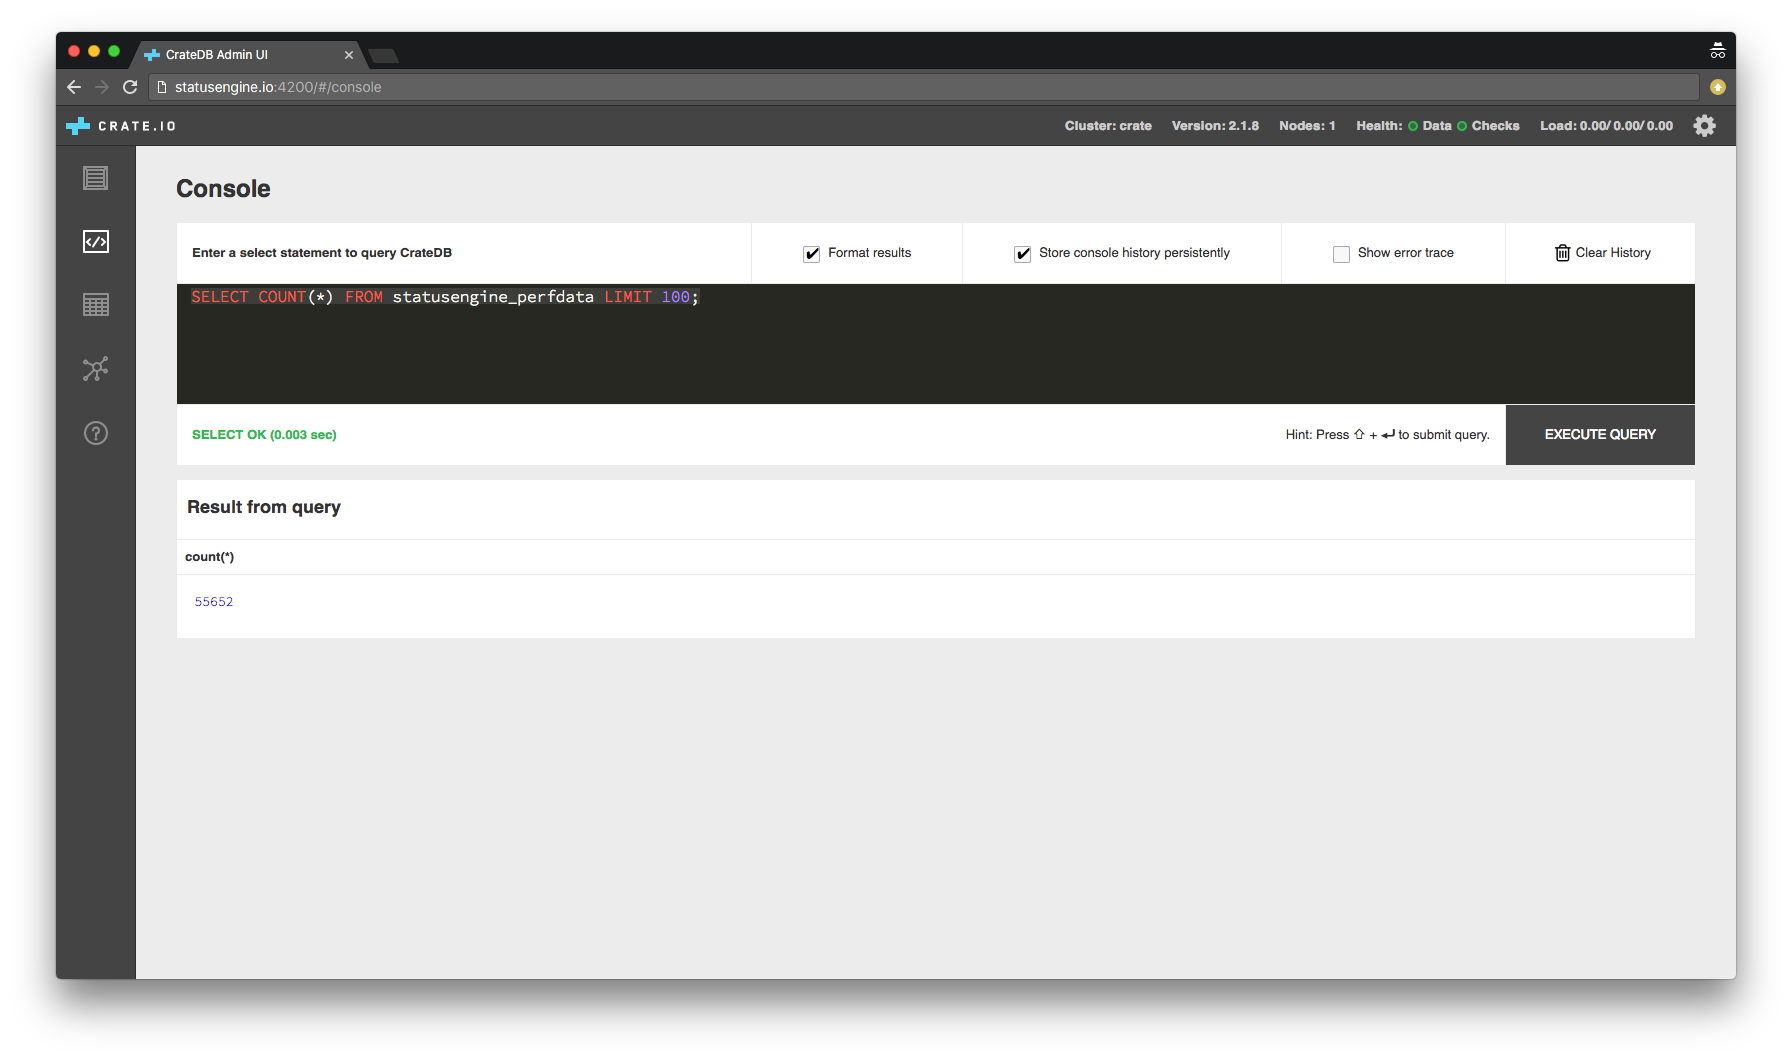 CrateDB Admin UI
statusengine.io:4200/#/console
CRATE.IO
Cluster: crate Version: 2.1.8 Nodes: 1 Health: Data Checks Load: 0.00/ 0.00/ 0.00
Console
Enter a select statement to query CrateDB Format results Store console history persistently Show error trace Clear History
SELECT COUNT(*) FROM statusengine_perfdata LIMIT 100;
SELECT OK (0.003 sec) Hint: Press ⇧ + ↵ to submit query. EXECUTE QUERY
Result from query
count(*)
55652